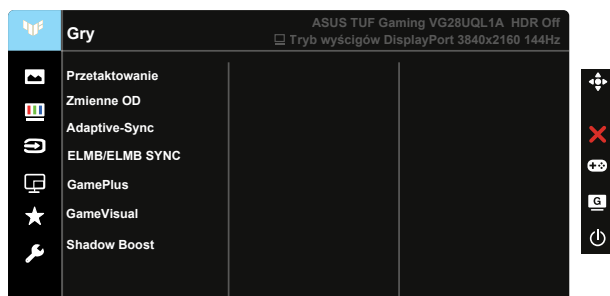 Gry
ASUS TUF Gaming VG28UQL1A HDR Off
Tryb wyścigów DisplayPort 3840x2160 144Hz
Przetaktowanie
Zmienne OD
Adaptive-Sync
ELMB/ELMB SYNC
GamePlus
GameVisual
Shadow Boost
G